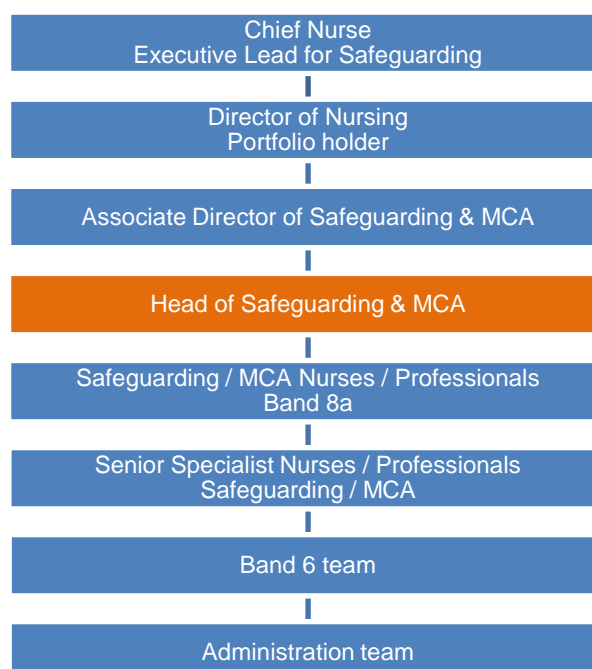 Chief Nurse
Executive Lead for Safeguarding
Director of Nursing
Portfolio holder
Associate Director of Safeguarding & MCA
Head of Safeguarding & MCA
Safeguarding / MCA Nurses / Professionals
Band 8a
Senior Specialist Nurses / Professionals
Safeguarding / MCA
Band 6 team
Administration team